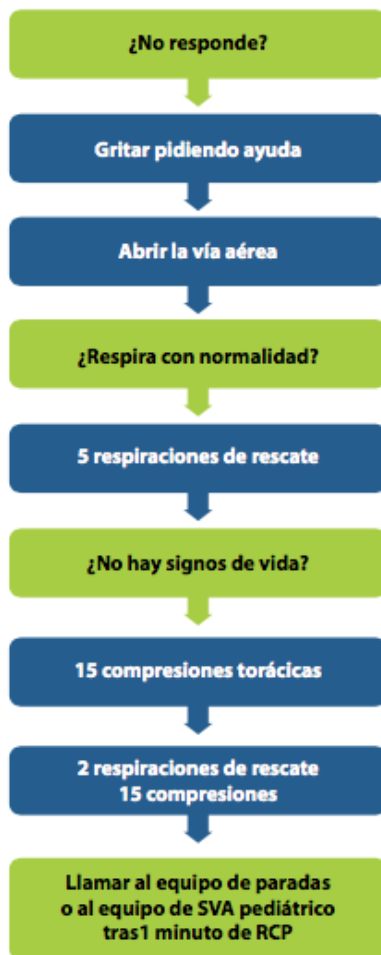 ¿No responde?
Gritar pidiendo ayuda
Abrir la vía aérea
¿Respira con normalidad?
5 respiraciones de rescate
¿No hay signos de vida?
15 compresiones torácicas
2 respiraciones de rescate
15 compresiones
Llamar al equipo de paradas
o al equipo de SVA pediátrico
tras1 minuto de RCP